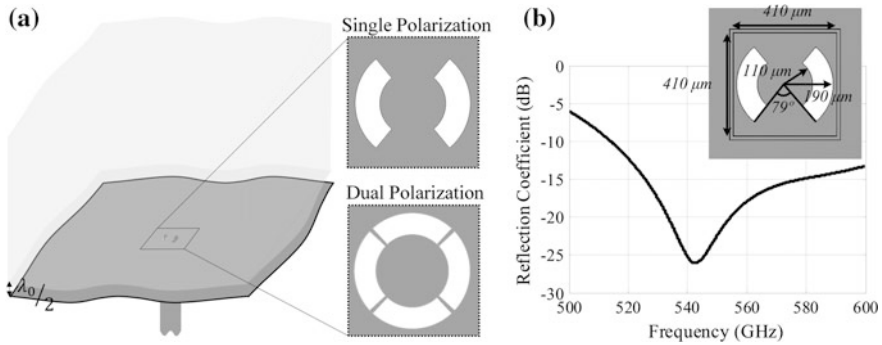 (a)
Single Polarization
Dual Polarization
λ₀/2
(b)
410 μm
410 μm
110 μm
190 μm
79°
Reflection Coefficient (dB)
0
-5
-10
-15
-20
-25
-30
500
520
540
560
580
600
Frequency (GHz)